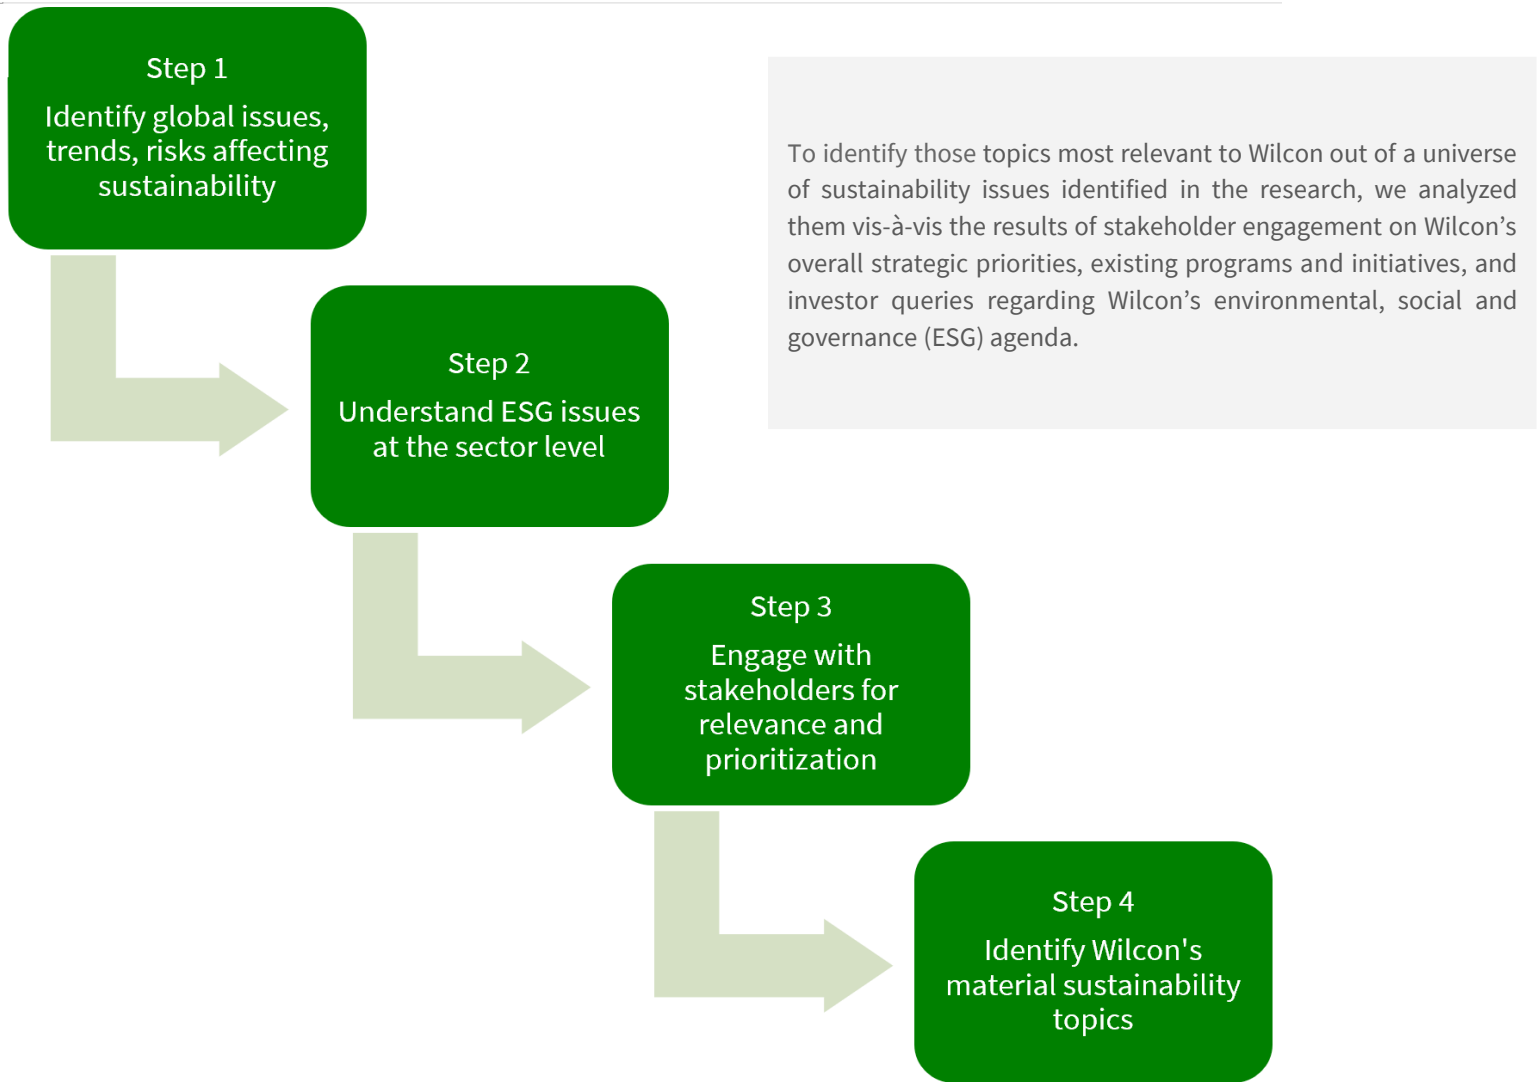 Step 1
Identify global issues,
trends, risks affecting
sustainability
To identify those topics most relevant to Wilcon out of a universe
of sustainability issues identified in the research, we analyzed
them vis-à-vis the results of stakeholder engagement on Wilcon’s
overall strategic priorities, existing programs and initiatives, and
investor queries regarding Wilcon’s environmental, social and
governance (ESG) agenda.
Step 2
Understand ESG issues
at the sector level
Step 3
Engage with
stakeholders for
relevance and
prioritization
Step 4
Identify Wilcon's
material sustainability
topics